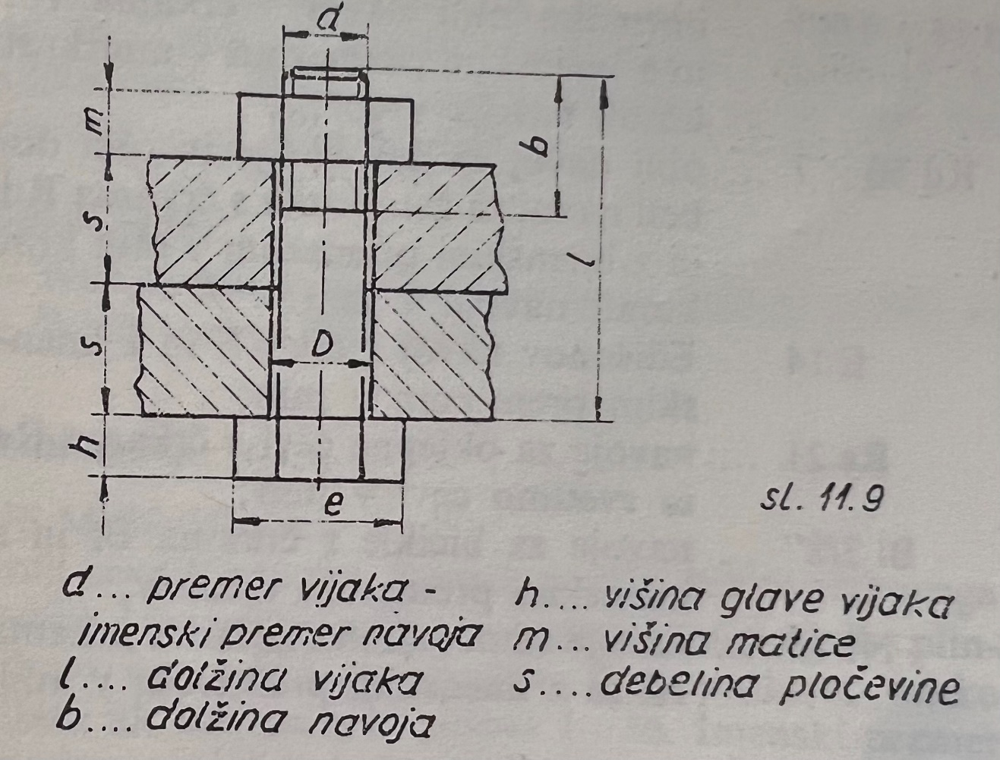 d
m
b
s
l
s
D
h
e
sl. 11.9
d... premer vijaka -
imenski premer navoja
l.... dolžina vijaka
b.... dolžina navoja
h.... višina glave vijaka
m... višina matice
s.... debelina pločevine